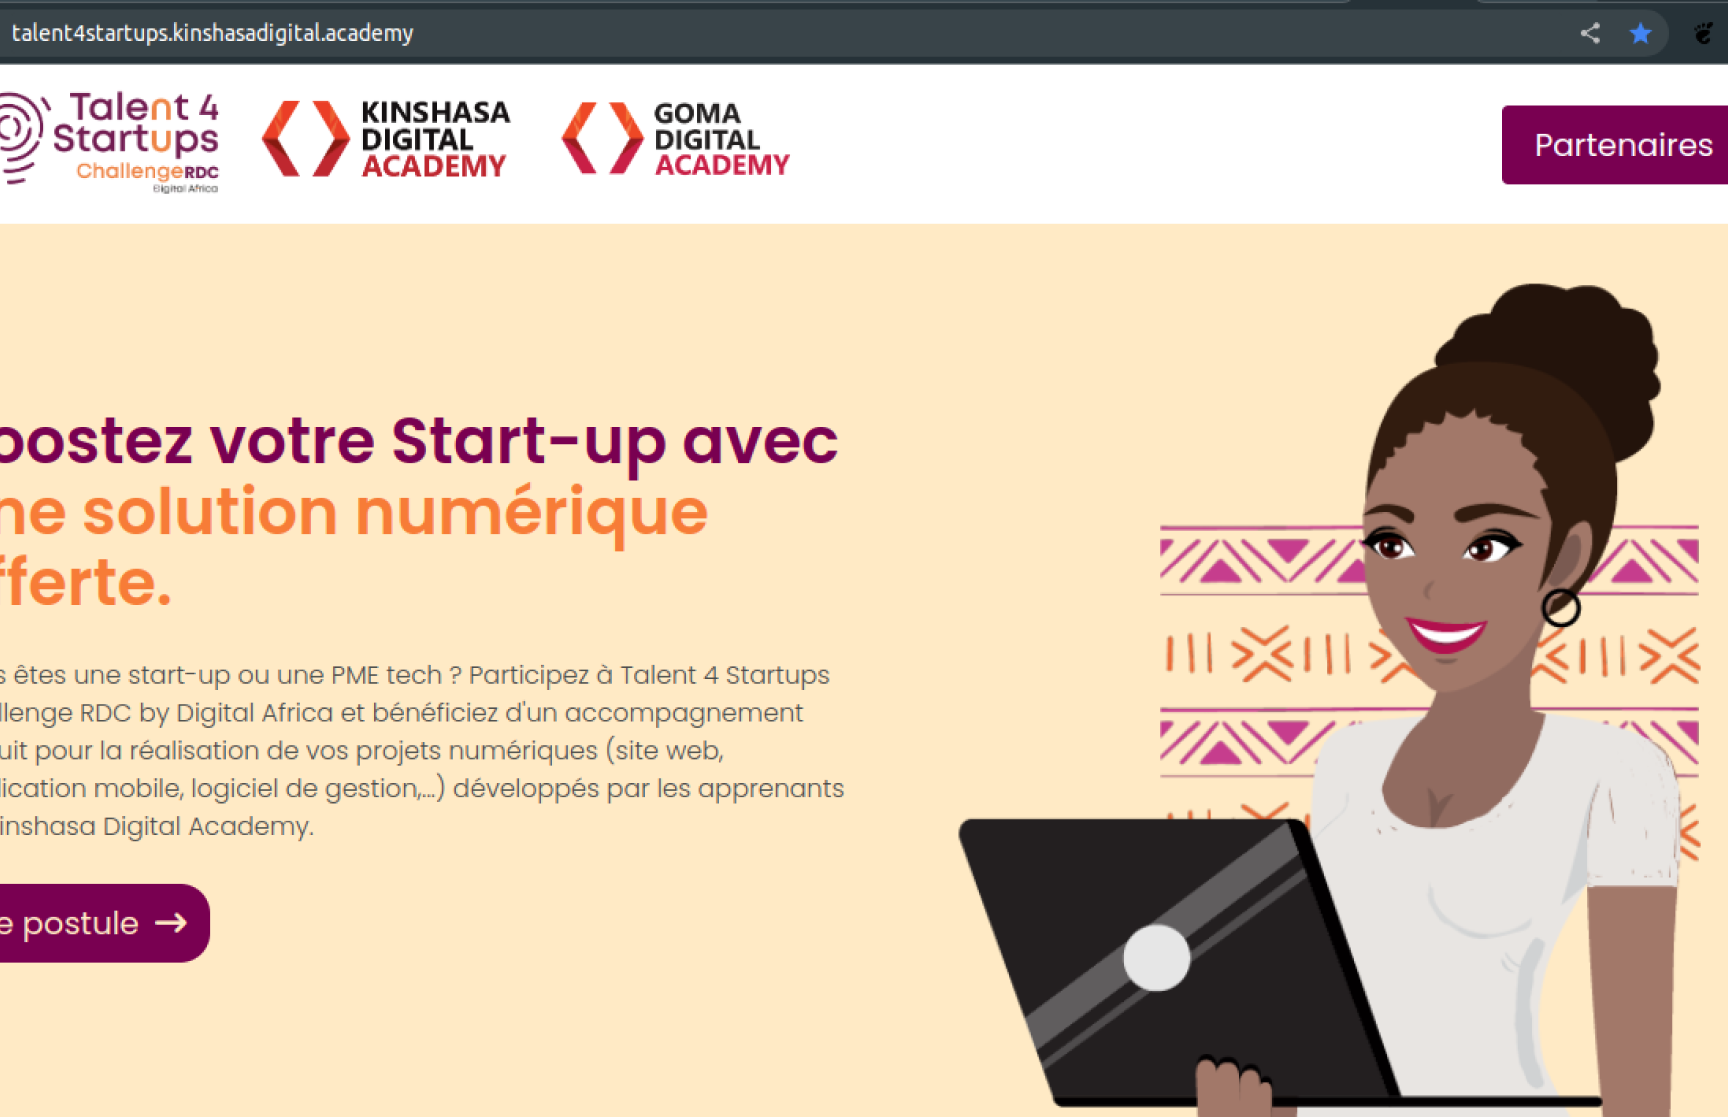 talent4startups.kinshasadigital.academy
Talent 4
Startups
ChallengeRDC
Digital Africa
KINSHASA
DIGITAL
ACADEMY
GOMA
DIGITAL
ACADEMY
Partenaires
oostez votre Start-up avec
ne solution numérique
fferte.
s êtes une start-up ou une PME tech ? Participez à Talent 4 Startups
llenge RDC by Digital Africa et bénéficiez d'un accompagnement
uit pour la réalisation de vos projets numériques (site web,
lication mobile, logiciel de gestion,...) développés par les apprenants
inshasa Digital Academy.
e postule →